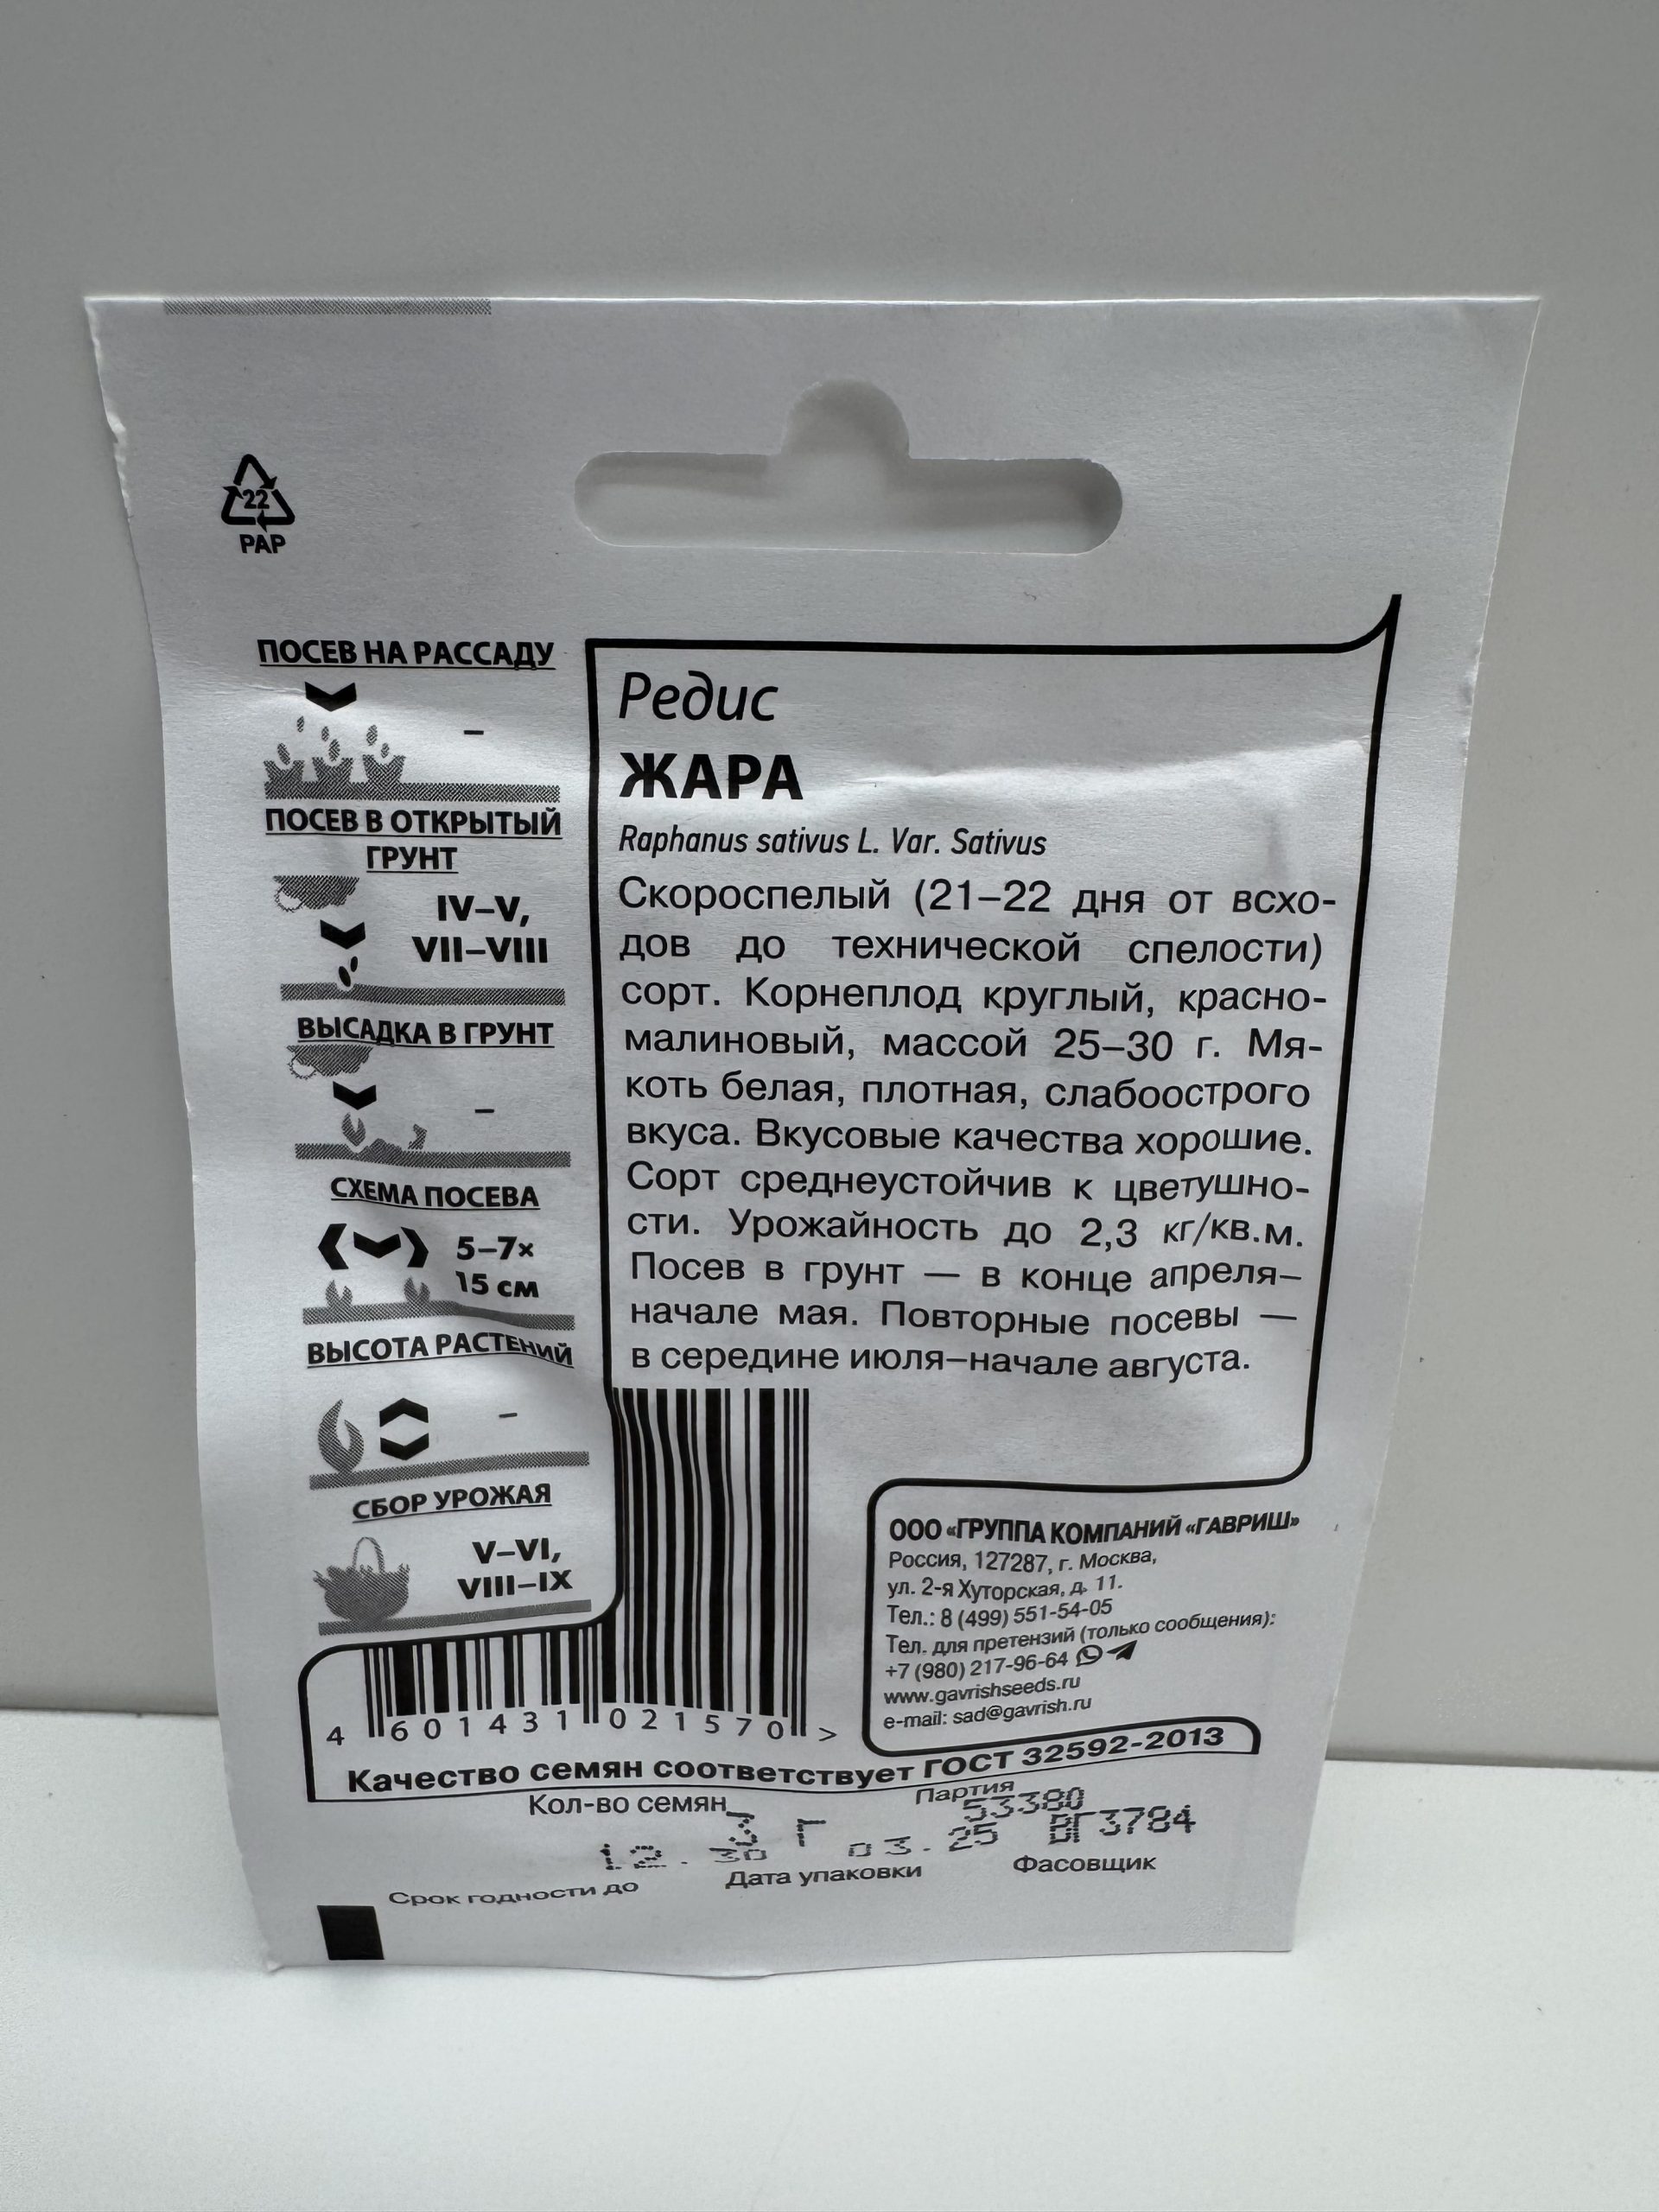 22
PAP
ПОСЕВ НА РАССАДУ
–
ПОСЕВ В ОТКРЫТЫЙ
ГРУНТ
IV–V,
VII–VIII
ВЫСАДКА В ГРУНТ
–
СХЕМА ПОСЕВА
5–7×
15 см
ВЫСОТА РАСТЕНИЙ
–
СБОР УРОЖАЯ
V–VI,
VIII–IX
Редис
ЖАРА
Raphanus sativus L. Var. Sativus
Скороспелый (21–22 дня от всхо-
дов до технической спелости)
сорт. Корнеплод круглый, красно-
малиновый, массой 25–30 г. Мя-
коть белая, плотная, слабоострого
вкуса. Вкусовые качества хорошие.
Сорт среднеустойчив к цветушно-
сти. Урожайность до 2,3 кг/кв.м.
Посев в грунт — в конце апреля–
начале мая. Повторные посевы —
в середине июля–начале августа.
ООО «ГРУППА КОМПАНИЙ «ГАВРИШ»
Россия, 127287, г. Москва,
ул. 2-я Хуторская, д. 11.
Тел.: 8 (499) 551-54-05
Тел. для претензий (только сообщения):
+7 (980) 217-96-64
www.gavrishseeds.ru
e-mail: sad@gavrish.ru
4 601431 021570 >
Качество семян соответствует ГОСТ 32592-2013
Кол-во семян 3 Г
Партия 53380
12.30 03.25 ВГ3784
Срок годности до Дата упаковки Фасовщик